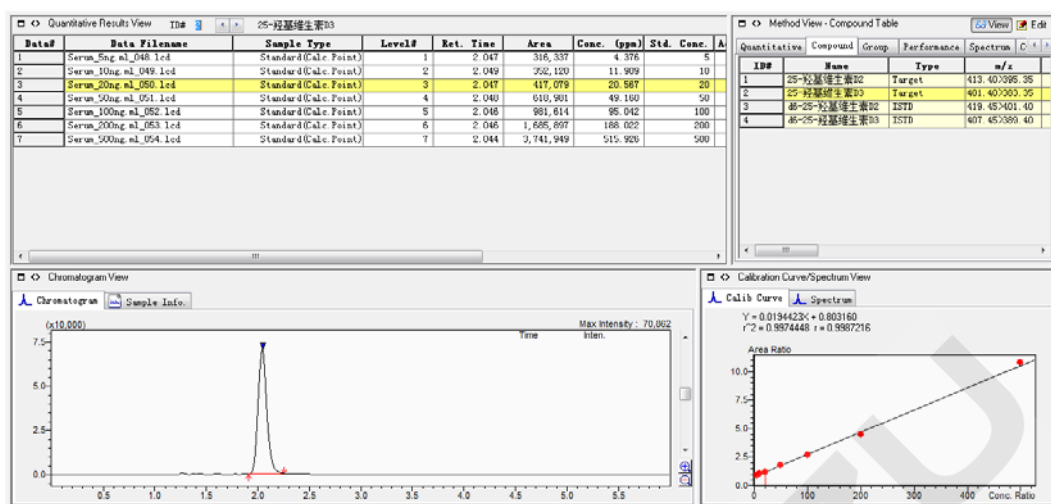 Quantitative Results View ID# 2 25-羟基维生素D3
Data# Data Filename Sample Type Level# Ret. Time Area Conc. (ppm) Std. Conc.
1 Serum_5ng.ml_048.lcd Standard(Calc.Point) 1 2.047 316,337 4.376 5
2 Serum_10ng.ml_049.lcd Standard(Calc.Point) 2 2.049 352,120 11.909 10
3 Serum_20ng.ml_050.lcd Standard(Calc.Point) 3 2.047 417,079 20.567 20
4 Serum_50ng.ml_051.lcd Standard(Calc.Point) 4 2.048 618,981 49.160 50
5 Serum_100ng.ml_052.lcd Standard(Calc.Point) 5 2.046 981,614 95.042 100
6 Serum_200ng.ml_053.lcd Standard(Calc.Point) 6 2.046 1,685,897 188.022 200
7 Serum_500ng.ml_054.lcd Standard(Calc.Point) 7 2.044 3,741,949 515.926 500
Method View - Compound Table View Edit
Quantitative Compound Group Performance Spectrum C
ID# Name Type m/z
1 25-羟基维生素D2 Target 413.40>395.35
2 25-羟基维生素D3 Target 401.40>383.35
3 d6-25-羟基维生素D2 ISTD 419.45>401.40
4 d6-25-羟基维生素D3 ISTD 407.45>389.40
Chromatogram View
Chromatogram Sample Info.
(x10,000) Max Intensity : 70,862
Time Inten.
7.5
5.0
2.5
0.0
0.5 1.0 1.5 2.0 2.5 3.0 3.5 4.0 4.5 5.0 5.5
Calibration Curve/Spectrum View
Calib Curve Spectrum
Y = 0.0194423X + 0.803160
r^2 = 0.9974448 r = 0.9987216
Area Ratio
10.0
7.5
5.0
2.5
0.0
0 100 200 300 400 Conc. Ratio